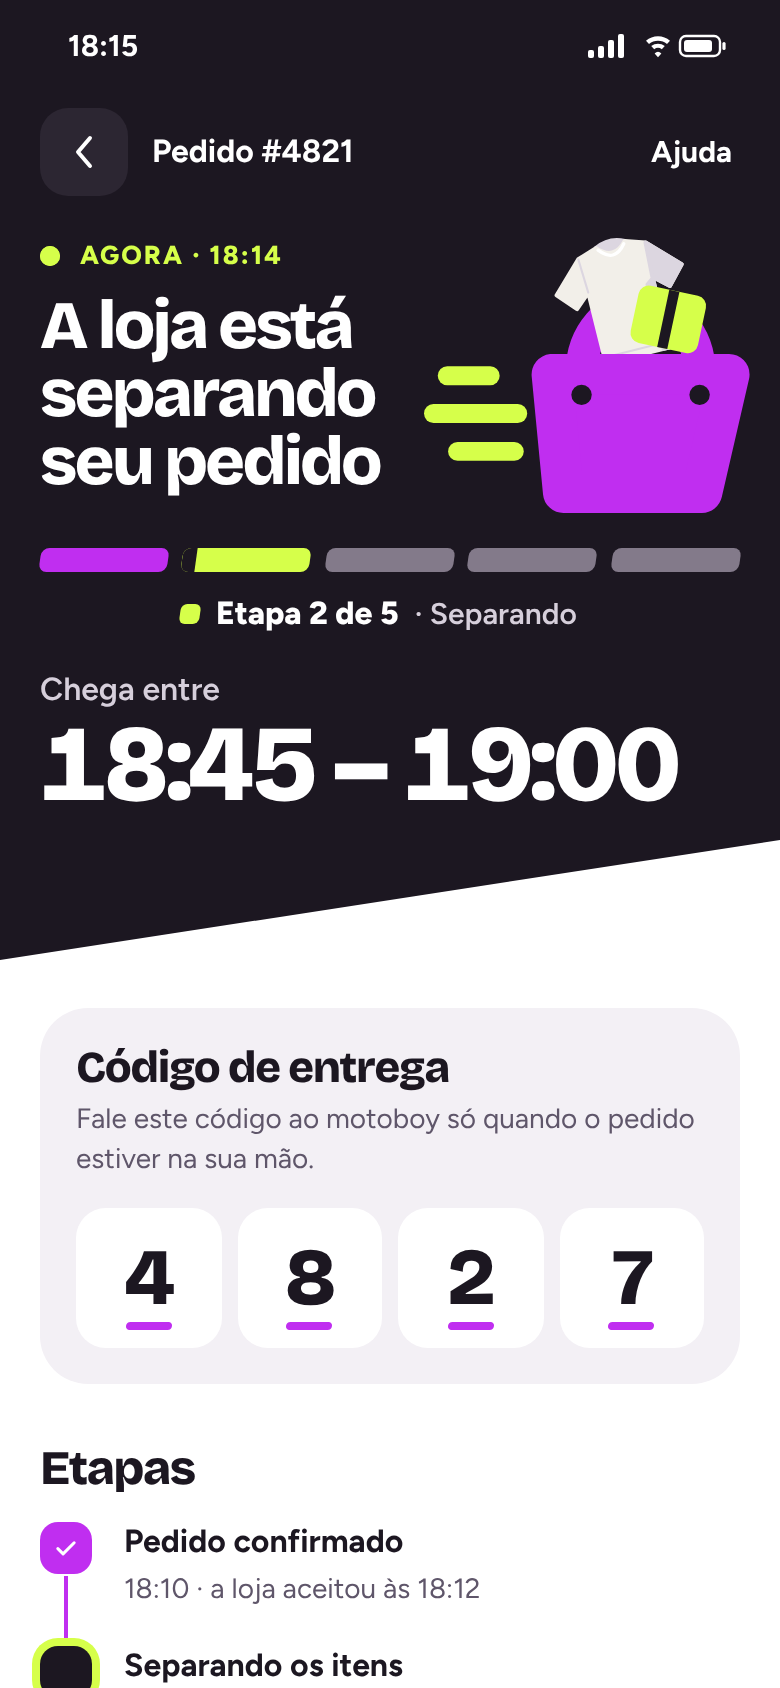 18:15
Pedido #4821
Ajuda
AGORA · 18:14
A loja está
separando
seu pedido
Etapa 2 de 5 · Separando
Chega entre
18:45 – 19:00
Código de entrega
Fale este código ao motoboy só quando o pedido
estiver na sua mão.
4 8 2 7
Etapas
Pedido confirmado
18:10 · a loja aceitou às 18:12
Separando os itens